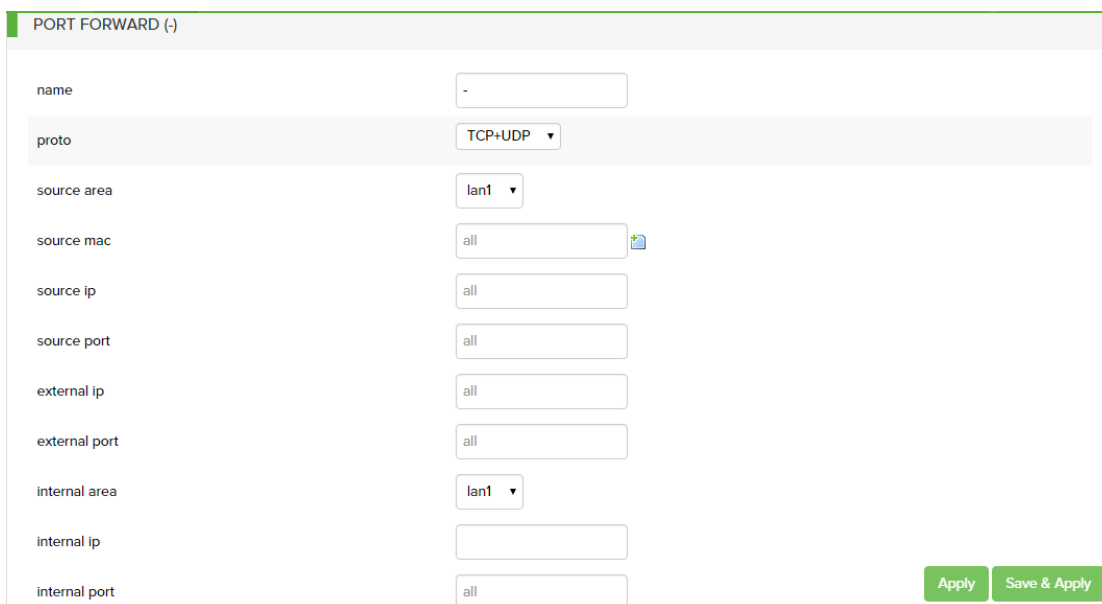 PORT FORWARD (-)
name -
proto TCP+UDP
source area lan1
source mac all
source ip all
source port all
external ip all
external port all
internal area lan1
internal ip
internal port all
Apply Save & Apply